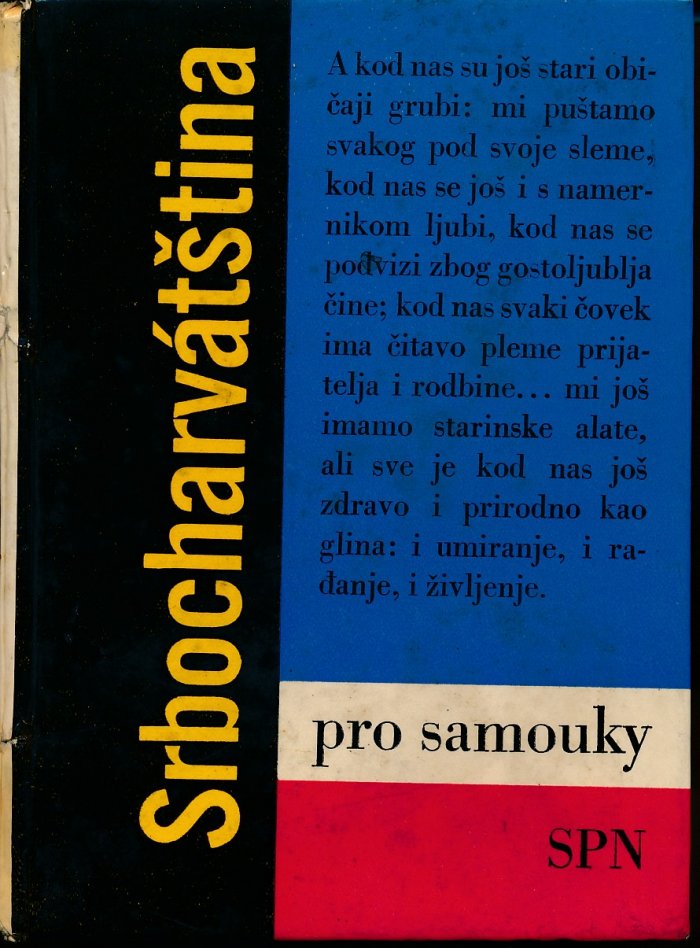 Srbocharvátština
A kod nas su još stari obi-
čaji grubi: mi puštamo
svakog pod svoje sleme,
kod nas se još i s namer-
nikom ljubi, kod nas se
podvizi zbog gostoljublja
čine; kod nas svaki čovek
ima čitavo pleme prija-
telja i rodbine... mi još
imamo starinske alate,
ali sve je kod nas još
zdravo i prirodno kao
glina: i umiranje, i ra-
đanje, i življenje.
pro samouky
SPN